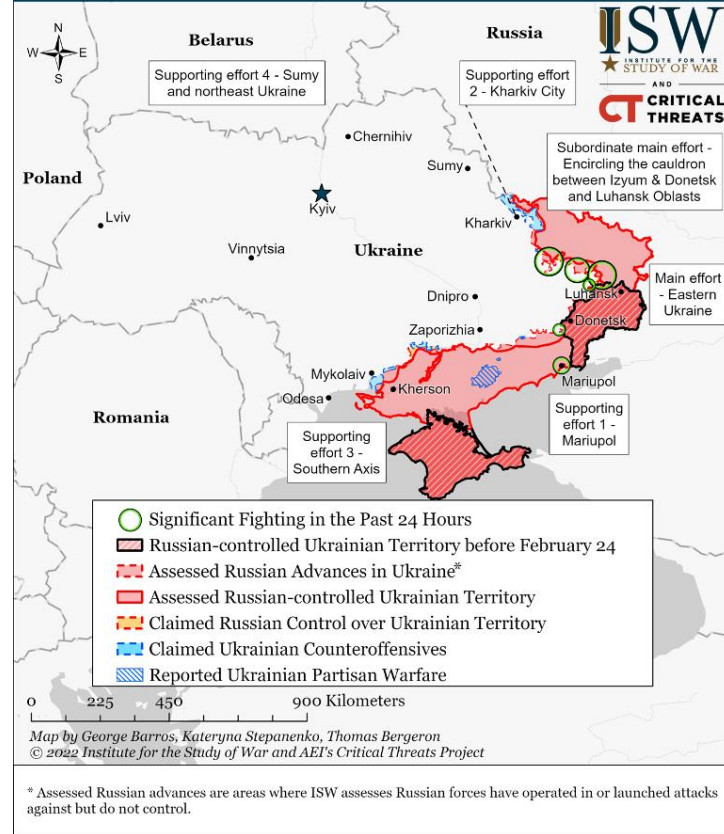 ISW
INSTITUTE FOR THE
STUDY OF WAR
AND
CT CRITICAL
THREATS
N
W E
S
Belarus
Russia
Supporting effort 4 - Sumy
and northeast Ukraine
Supporting effort
2 - Kharkiv City
Chernihiv
Subordinate main effort -
Encircling the cauldron
between Izyum & Donetsk
and Luhansk Oblasts
Sumy
Poland
Kyiv
Lviv
Kharkiv
Vinnytsia
Ukraine
Main effort
- Eastern
Ukraine
Luhansk
Dnipro
Donetsk
Zaporizhia
Mykolaiv
Mariupol
Kherson
Odesa
Romania
Supporting
effort 1 -
Mariupol
Supporting
effort 3 -
Southern Axis
Significant Fighting in the Past 24 Hours
Russian-controlled Ukrainian Territory before February 24
Assessed Russian Advances in Ukraine*
Assessed Russian-controlled Ukrainian Territory
Claimed Russian Control over Ukrainian Territory
Claimed Ukrainian Counteroffensives
Reported Ukrainian Partisan Warfare
0 225 450 900 Kilometers
Map by George Barros, Kateryna Stepanenko, Thomas Bergeron
© 2022 Institute for the Study of War and AEI's Critical Threats Project
* Assessed Russian advances are areas where ISW assesses Russian forces have operated in or launched attacks
against but do not control.